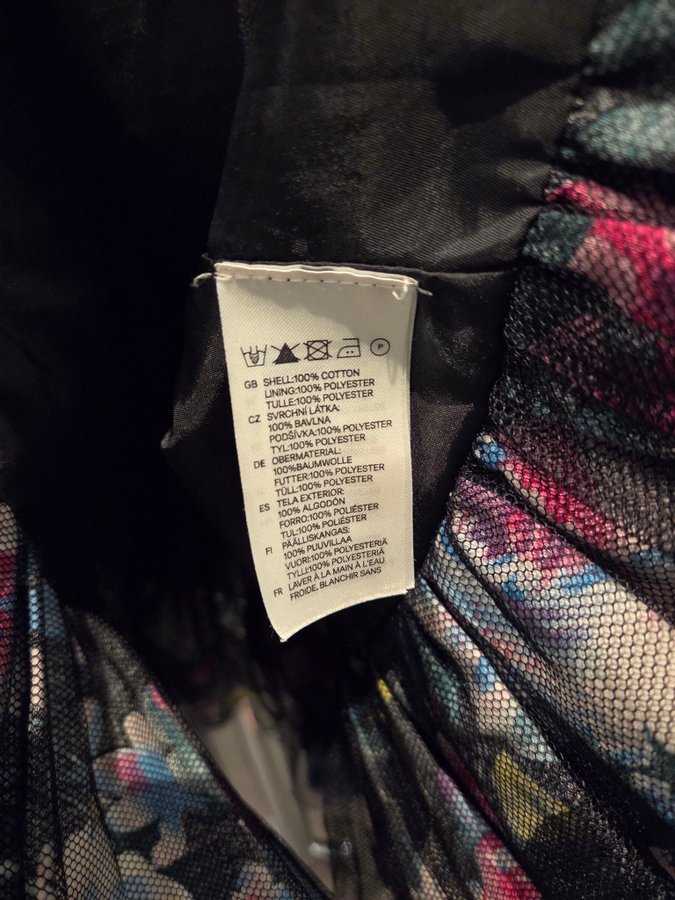 P
GB SHELL:100% COTTON
LINING:100% POLYESTER
TULLE:100% POLYESTER
CZ SVRCHNÍ LÁTKA:
100% BAVLNA
PODŠÍVKA:100% POLYESTER
TYL:100% POLYESTER
DE OBERMATERIAL:
100%BAUMWOLLE
FUTTER:100% POLYESTER
TÜLL:100% POLYESTER
ES TELA EXTERIOR:
100% ALGODÓN
FORRO:100% POLIÉSTER
TUL:100% POLIÉSTER
FI PÄÄLLISKANGAS:
100% PUUVILLAA
VUORI:100% POLYESTERIÄ
TYLLI:100% POLYESTERIÄ
FR LAVER À LA MAIN À L'EAU
FROIDE, BLANCHIR SANS